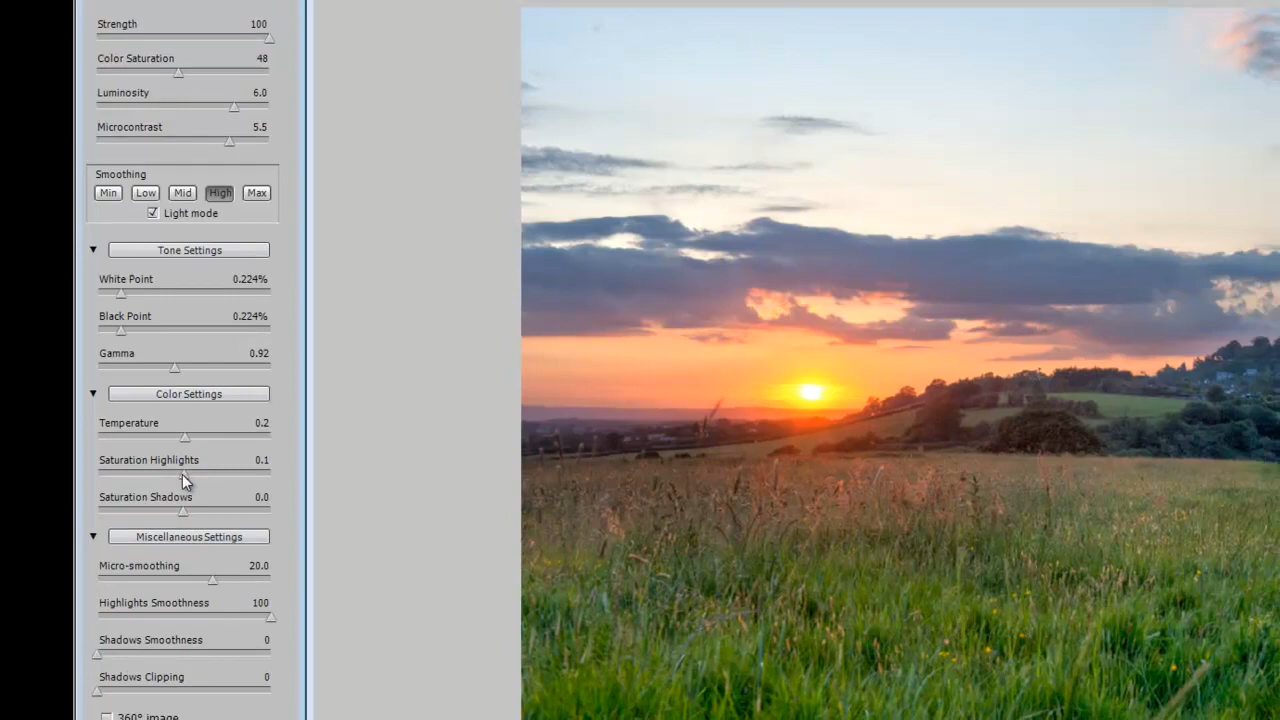 Strength 100
Color Saturation 48
Luminosity 6.0
Microcontrast 5.5
Smoothing
Min Low Mid High Max
Light mode
Tone Settings
White Point 0.224%
Black Point 0.224%
Gamma 0.92
Color Settings
Temperature 0.2
Saturation Highlights 0.1
Saturation Shadows 0.0
Miscellaneous Settings
Micro-smoothing 20.0
Highlights Smoothness 100
Shadows Smoothness 0
Shadows Clipping 0
360° image